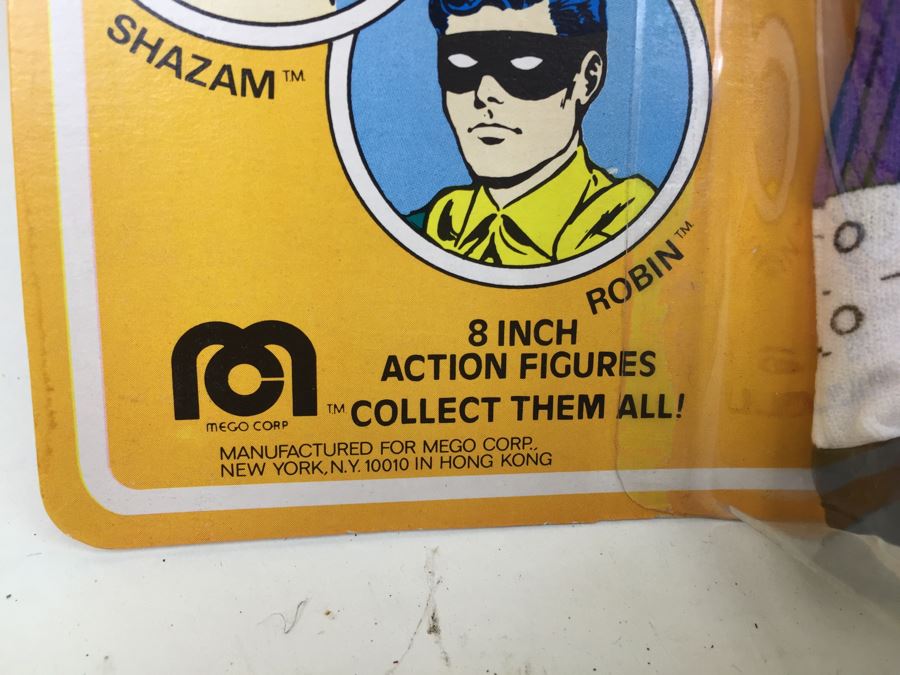 SHAZAM™
ROBIN™
8 INCH
ACTION FIGURES
COLLECT THEM ALL!
MEGO CORP ™
MANUFACTURED FOR MEGO CORP.,
NEW YORK, N.Y. 10010 IN HONG KONG